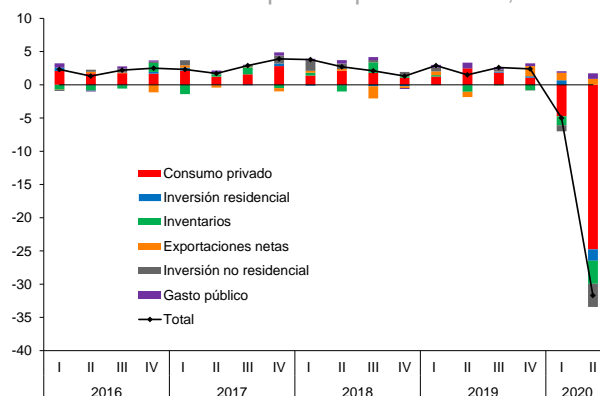 10
5
0
-5
-10
-15
-20
-25
-30
-35
-40
Consumo privado
Inversión residencial
Inventarios
Exportaciones netas
Inversión no residencial
Gasto público
Total
I II III IV I II III IV I II III IV I II III IV I II
2016 2017 2018 2019 2020